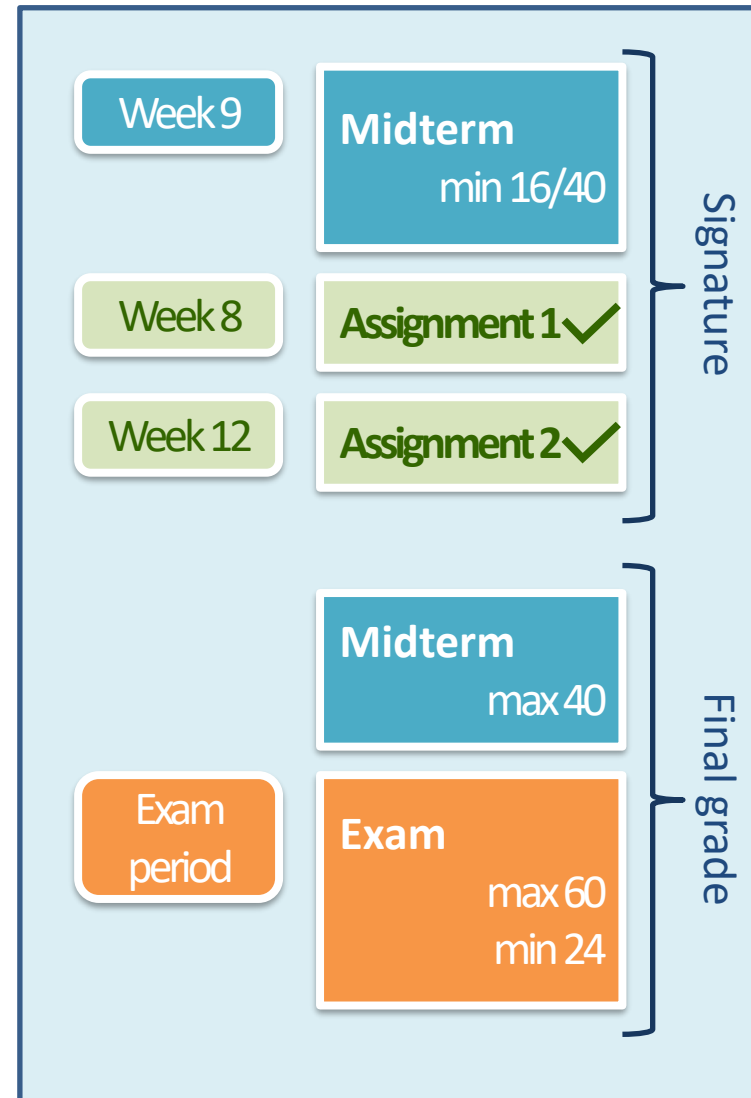 Week 9
Midterm
min 16/40
Week 8
Assignment 1
Week 12
Assignment 2
Signature
Midterm
max 40
Exam
period
Exam
max 60
min 24
Final grade